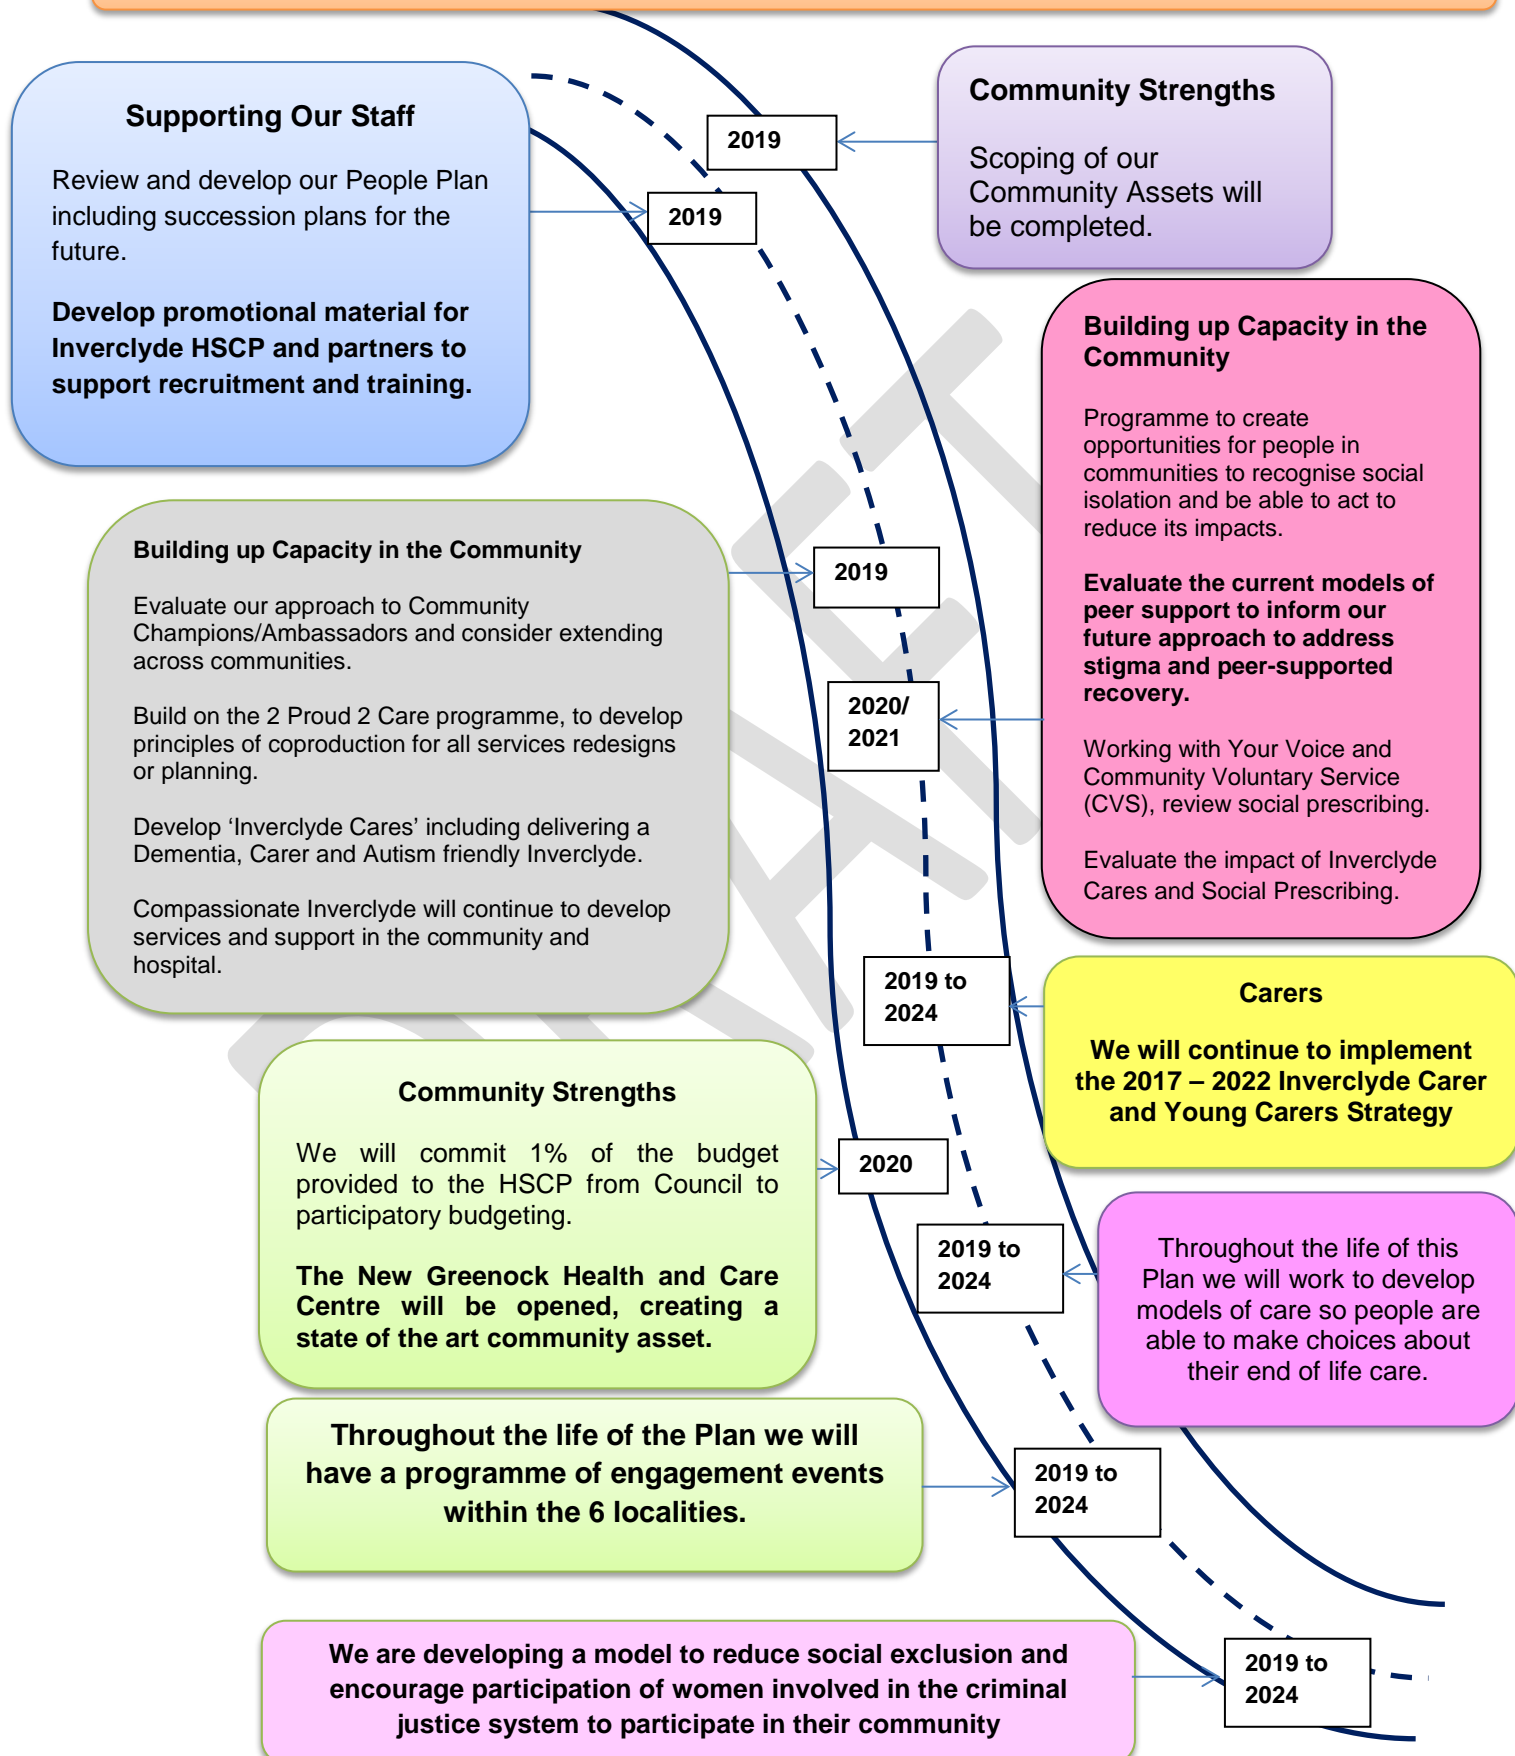 Supporting Our Staff
Review and develop our People Plan
including succession plans for the
future.
Develop promotional material for
Inverclyde HSCP and partners to
support recruitment and training.
2019
Community Strengths
Scoping of our
Community Assets will
be completed.
2019
Building up Capacity in the
Community
Programme to create
opportunities for people in
communities to recognise social
isolation and be able to act to
reduce its impacts.
Evaluate the current models of
peer support to inform our
future approach to address
stigma and peer-supported
recovery.
Working with Your Voice and
Community Voluntary Service
(CVS), review social prescribing.
Evaluate the impact of Inverclyde
Cares and Social Prescribing.
Building up Capacity in the Community
Evaluate our approach to Community
Champions/Ambassadors and consider extending
across communities.
Build on the 2 Proud 2 Care programme, to develop
principles of coproduction for all services redesigns
or planning.
Develop ‘Inverclyde Cares’ including delivering a
Dementia, Carer and Autism friendly Inverclyde.
Compassionate Inverclyde will continue to develop
services and support in the community and
hospital.
2019
2020/
2021
2019 to
2024
Carers
We will continue to implement
the 2017 – 2022 Inverclyde Carer
and Young Carers Strategy
Community Strengths
We will commit 1% of the budget
provided to the HSCP from Council to
participatory budgeting.
The New Greenock Health and Care
Centre will be opened, creating a
state of the art community asset.
2020
2019 to
2024
Throughout the life of this
Plan we will work to develop
models of care so people are
able to make choices about
their end of life care.
Throughout the life of the Plan we will
have a programme of engagement events
within the 6 localities.
2019 to
2024
We are developing a model to reduce social exclusion and
encourage participation of women involved in the criminal
justice system to participate in their community
2019 to
2024
DRAFT